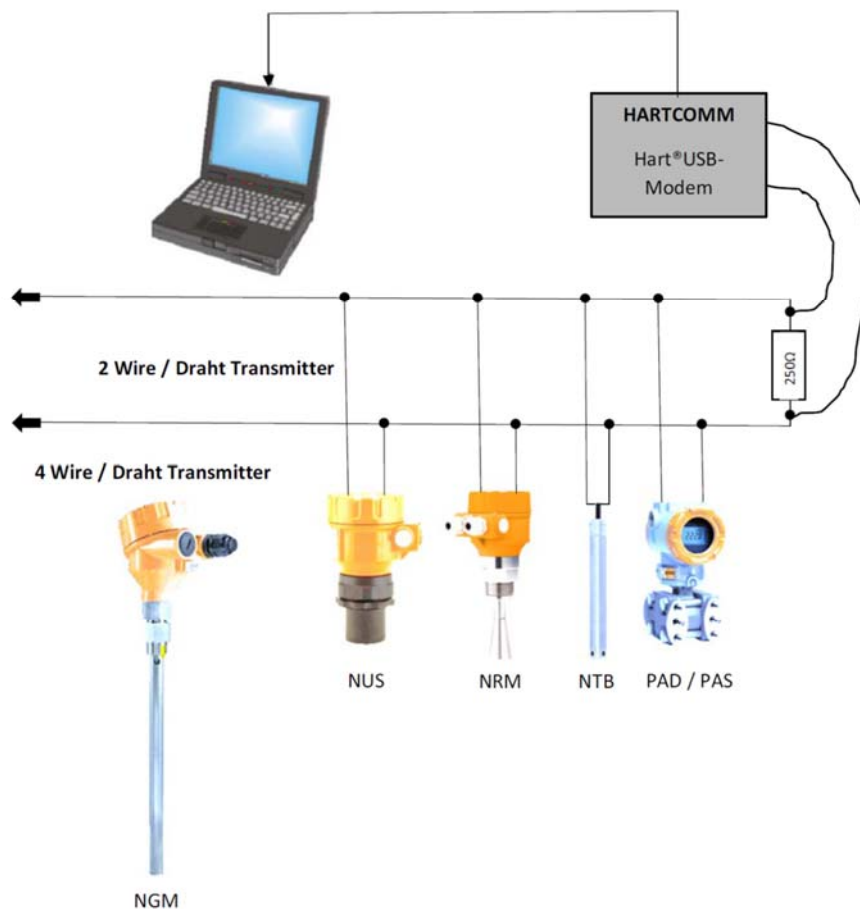 HARTCOMM
Hart®USB-
Modem
2 Wire / Draht Transmitter
250Ω
4 Wire / Draht Transmitter
NUS
NRM
NTB
PAD / PAS
NGM